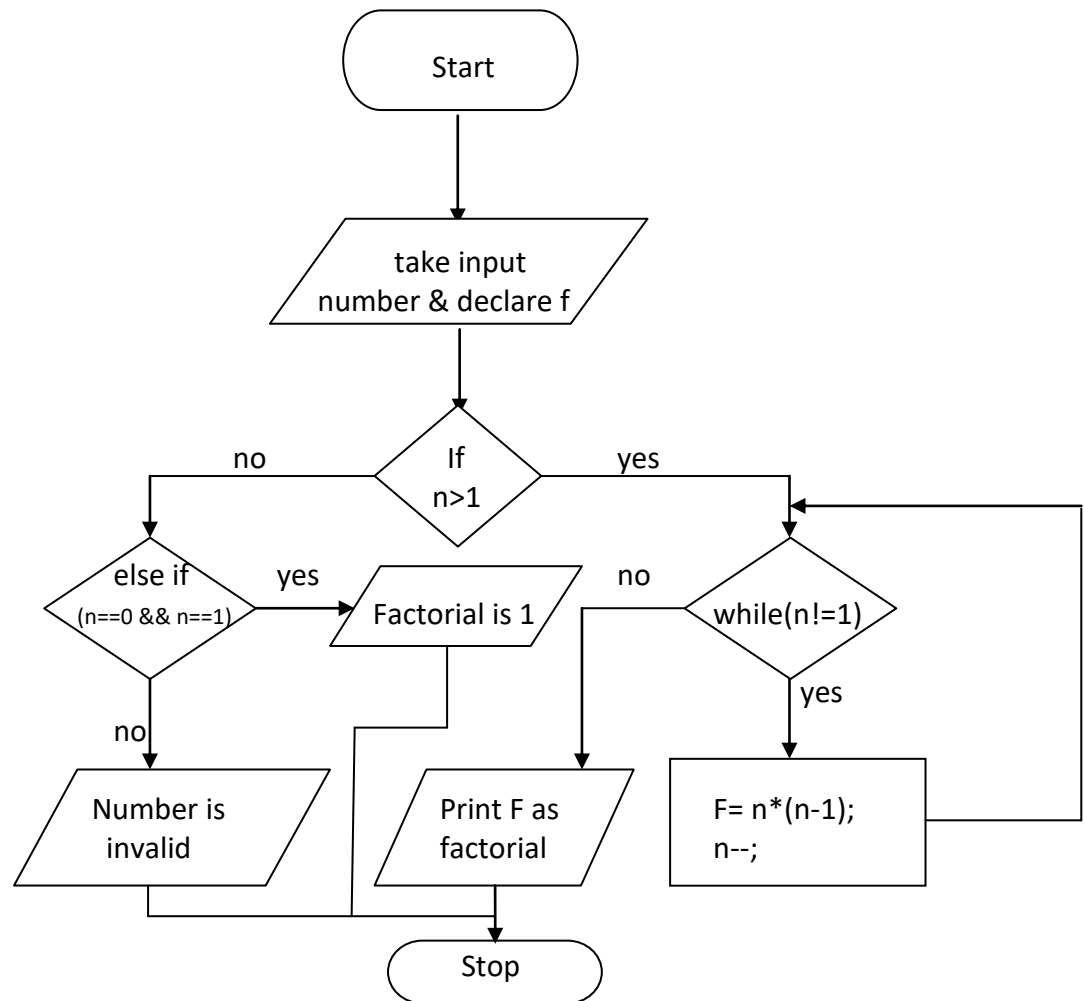 Start
take input
number & declare f
If
n>1
no
yes
else if
(n==0 && n==1)
yes
Factorial is 1
no
while(n!=1)
yes
no
Number is
invalid
Print F as
factorial
F= n*(n-1);
n--;
Stop